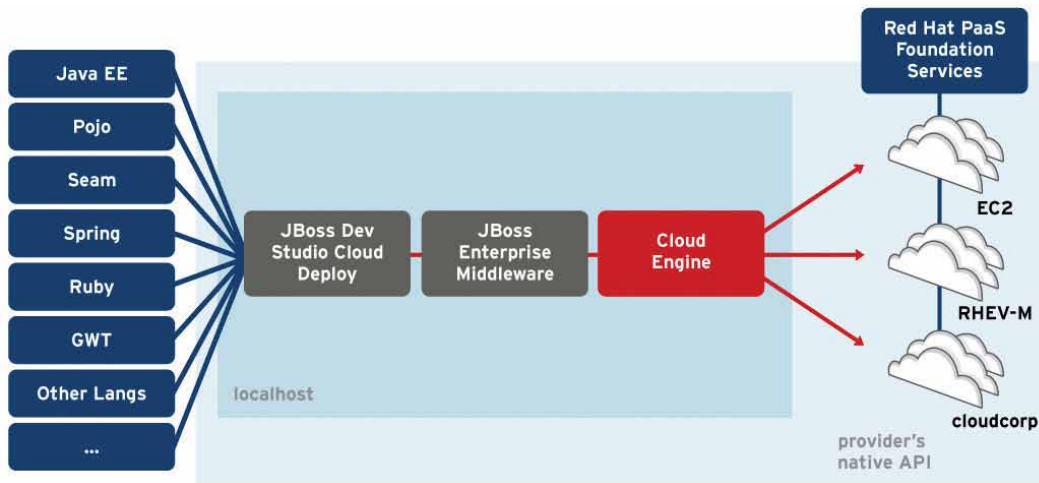 Java EE
Pojo
Seam
Spring
Ruby
GWT
Other Langs
...
JBoss Dev
Studio Cloud
Deploy
JBoss
Enterprise
Middleware
Cloud
Engine
localhost
Red Hat PaaS
Foundation
Services
EC2
RHEV-M
cloudcorp
provider's
native API